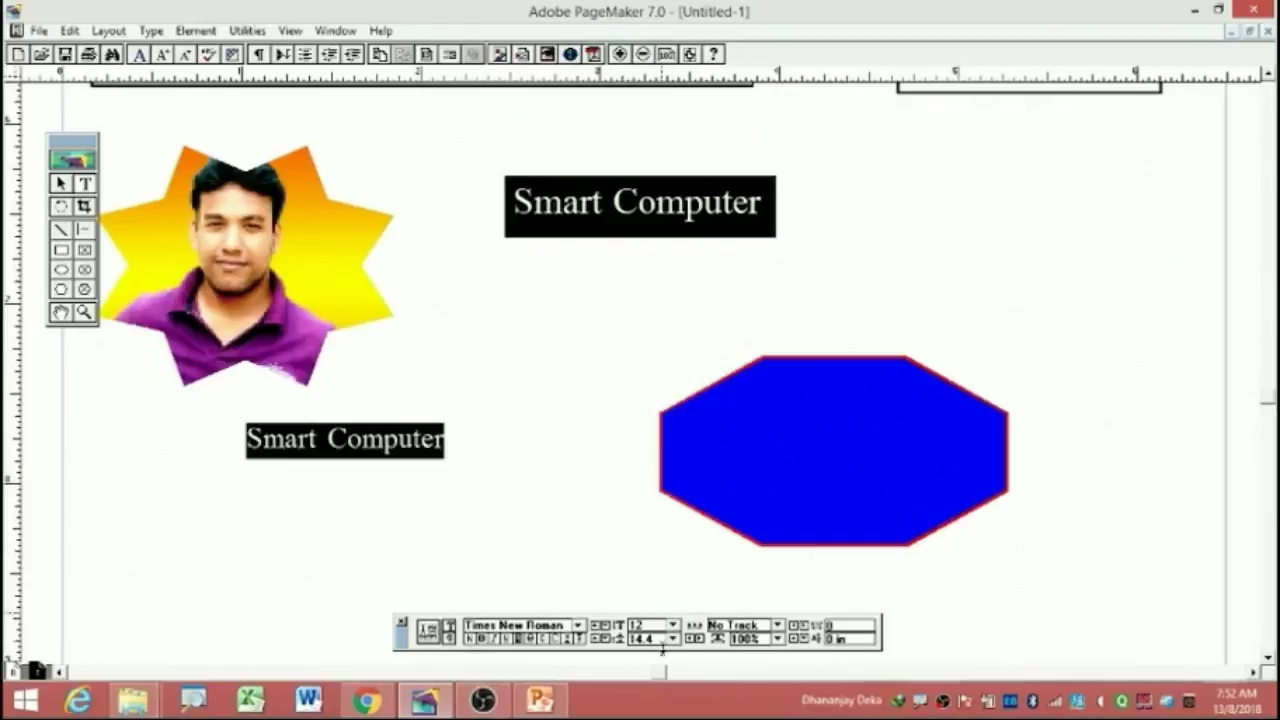 Adobe PageMaker 7.0 - [Untitled-1]
File Edit Layout Type Element Utilities View Window Help
Smart Computer
Smart Computer
Times New Roman 12 No Track 0
14.4 100% 0 in
Dhananjay Deka
7:52 AM
13/8/2018